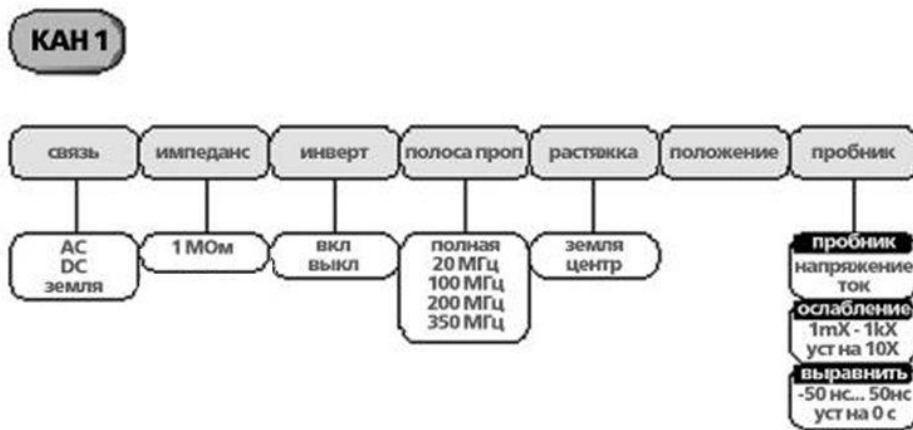 КАН 1
связь
импеданс
инверт
полоса проп
растяжка
положение
пробник
AC
DC
земля
1 МОм
вкл
выкл
полная
20 МГц
100 МГц
200 МГц
350 МГц
земля
центр
пробник
напряжение
ток
ослабление
1mX - 1kX
уст на 10X
выравнить
-50 нс... 50нс
уст на 0 с